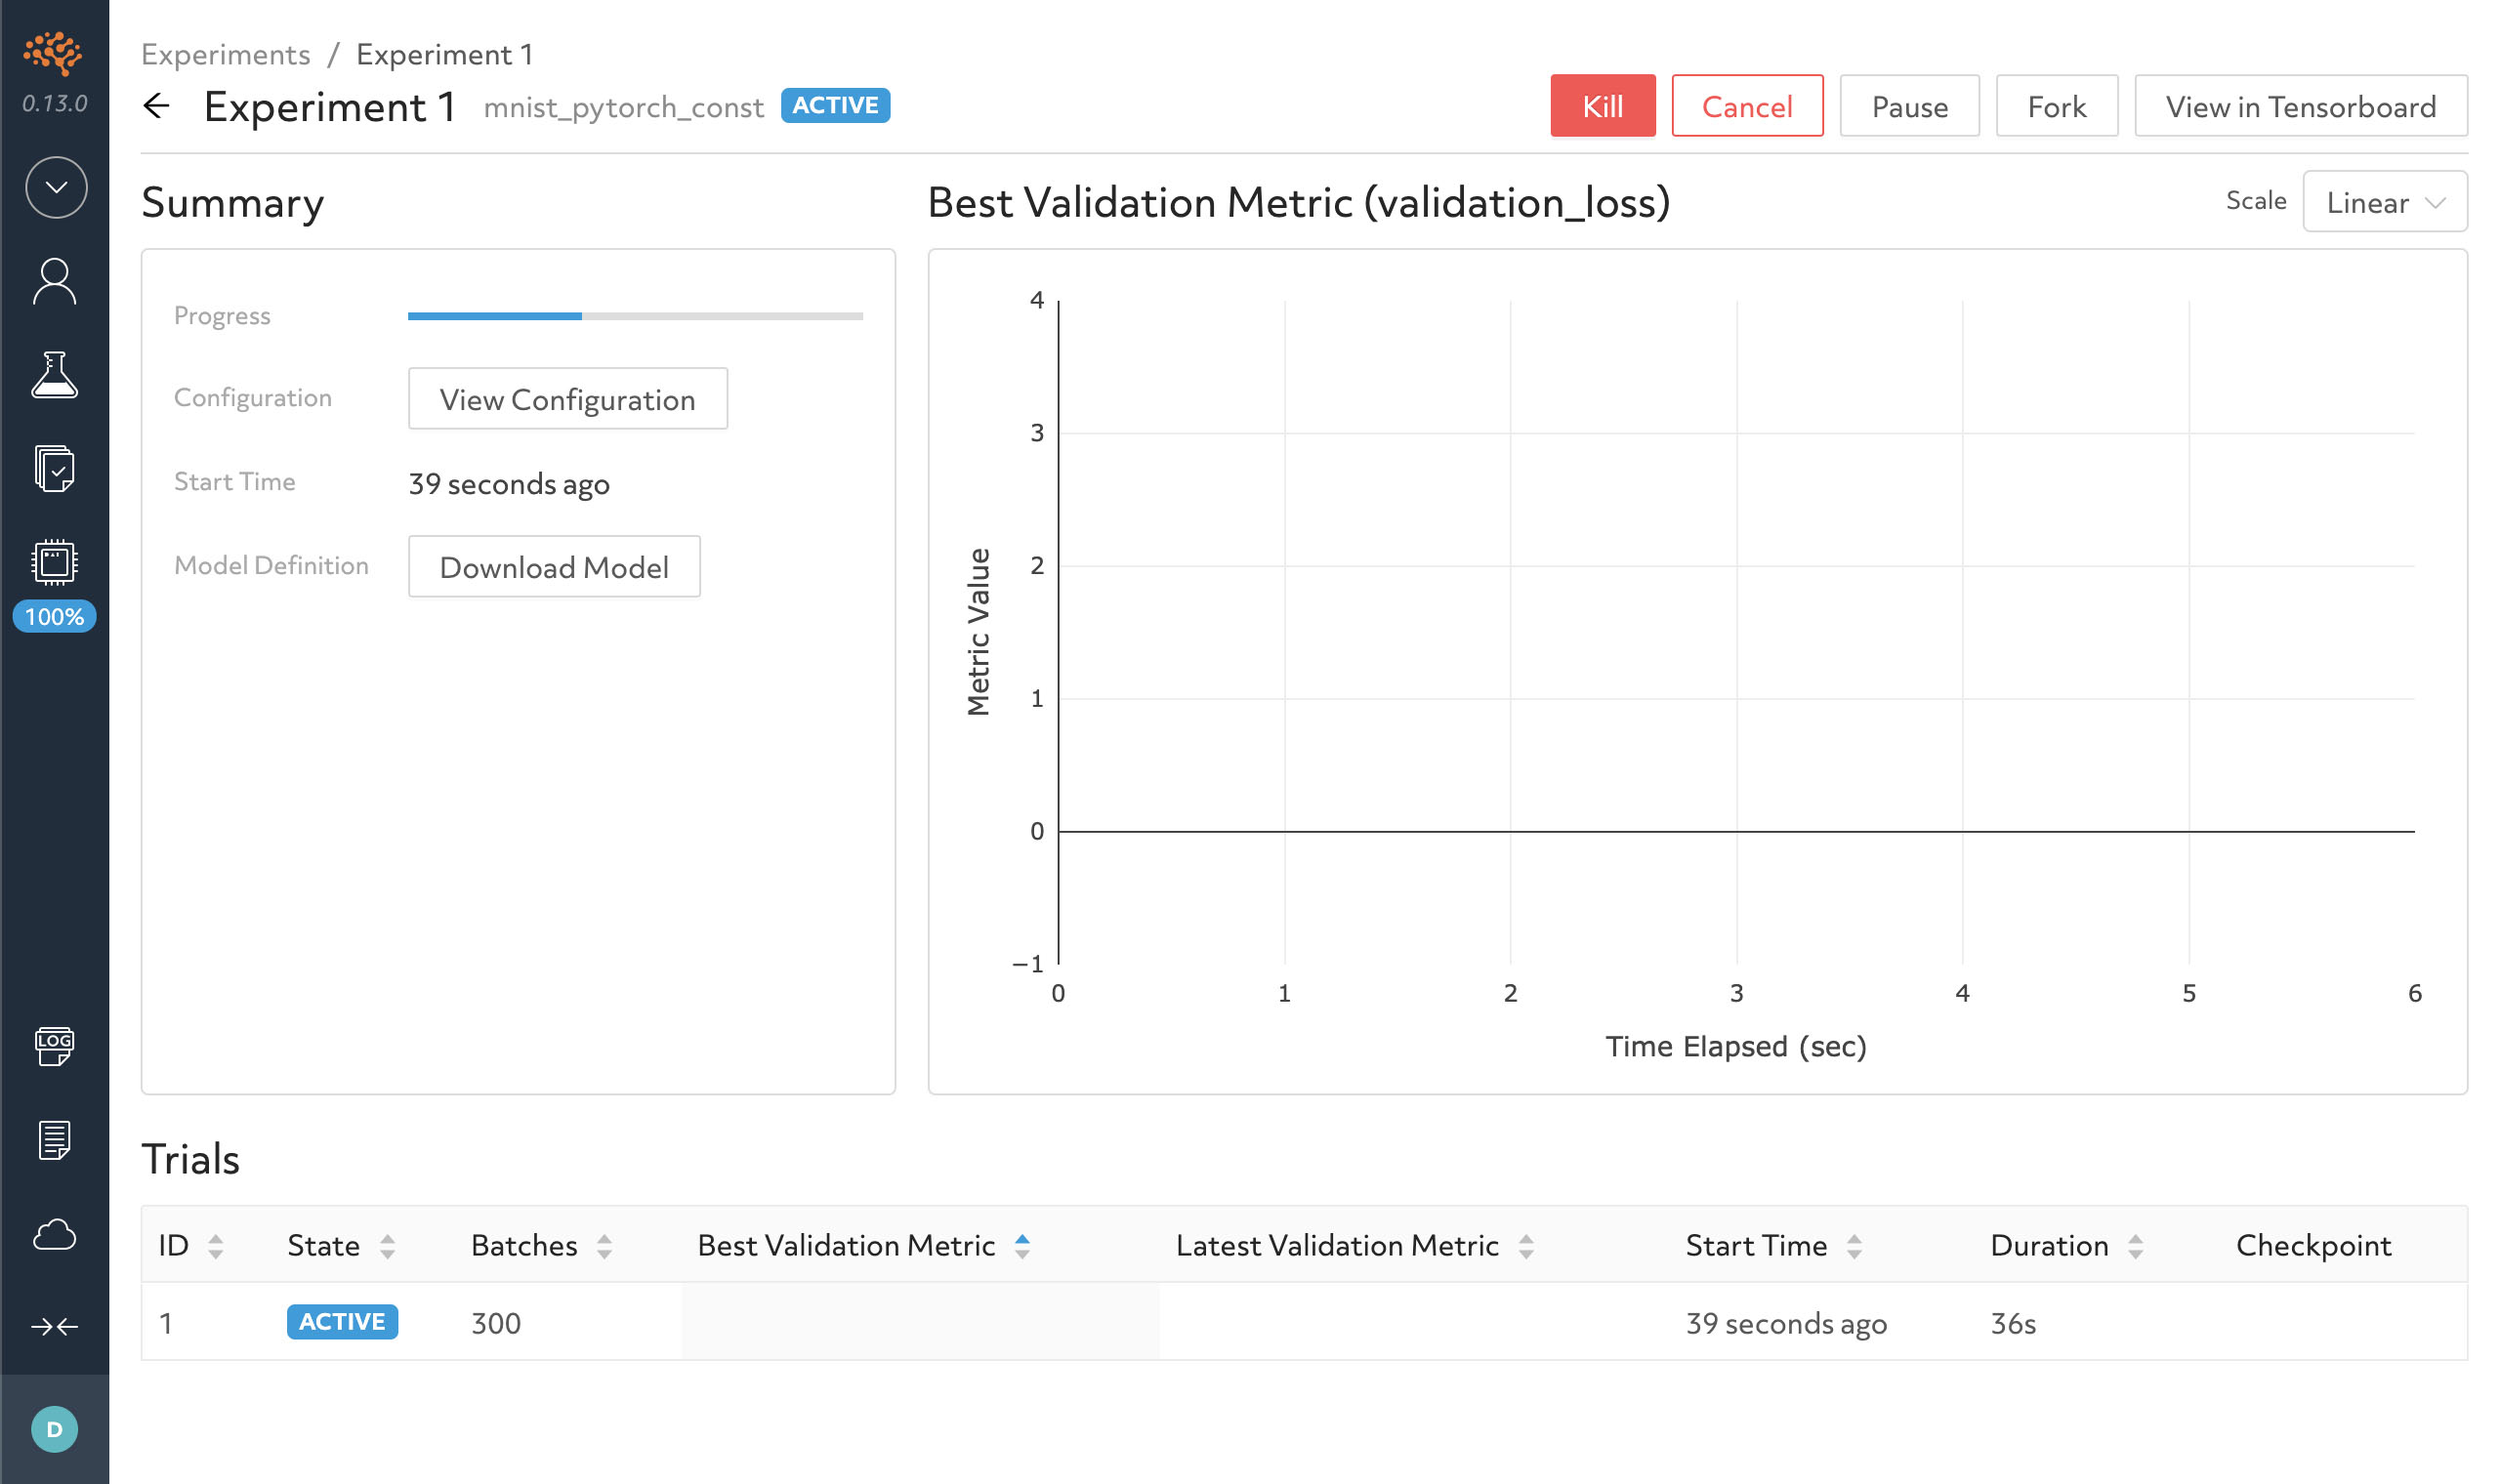 0.13.0
100%
LOG
D
Experiments / Experiment 1
Experiment 1 mnist_pytorch_const ACTIVE
Kill Cancel Pause Fork View in Tensorboard
Summary
Progress
Configuration View Configuration
Start Time 39 seconds ago
Model Definition Download Model
Best Validation Metric (validation_loss)
Scale Linear
Metric Value
4
3
2
1
0
−1
0 1 2 3 4 5 6
Time Elapsed (sec)
Trials
ID State Batches Best Validation Metric Latest Validation Metric Start Time Duration Checkpoint
1 ACTIVE 300 39 seconds ago 36s